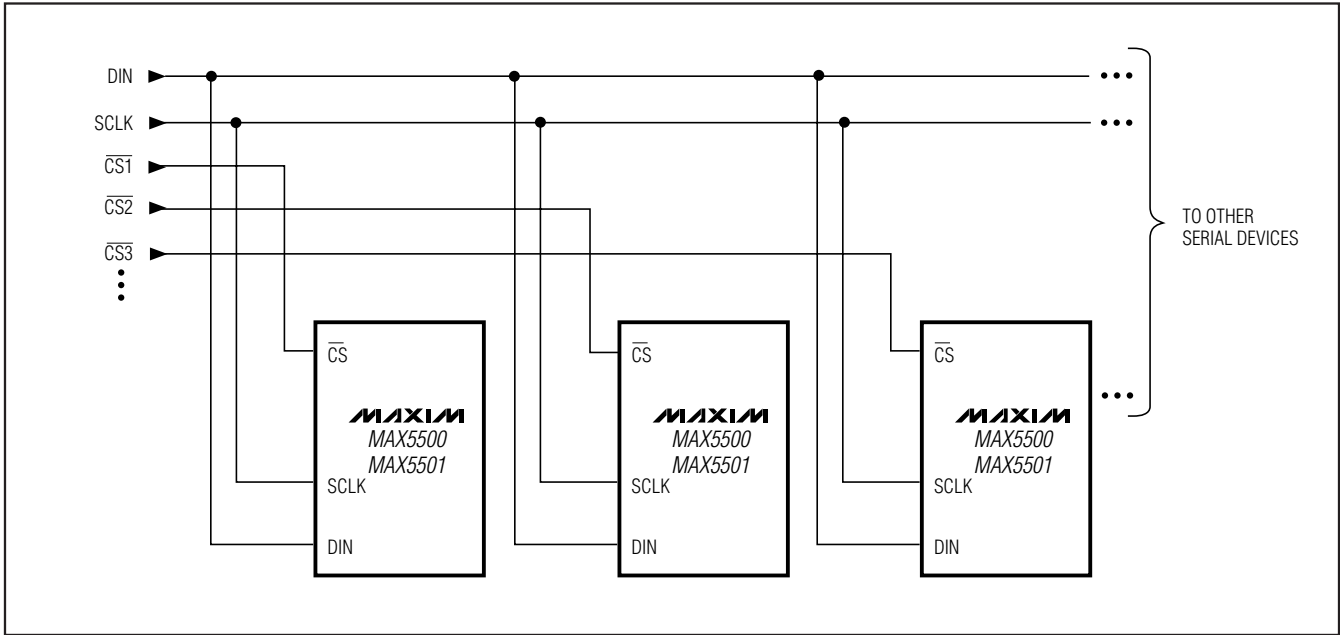 DIN
SCLK
CS1
CS2
CS3
TO OTHER
SERIAL DEVICES
CS
MAXIM
MAX5500
MAX5501
SCLK
DIN
CS
MAXIM
MAX5500
MAX5501
SCLK
DIN
CS
MAXIM
MAX5500
MAX5501
SCLK
DIN